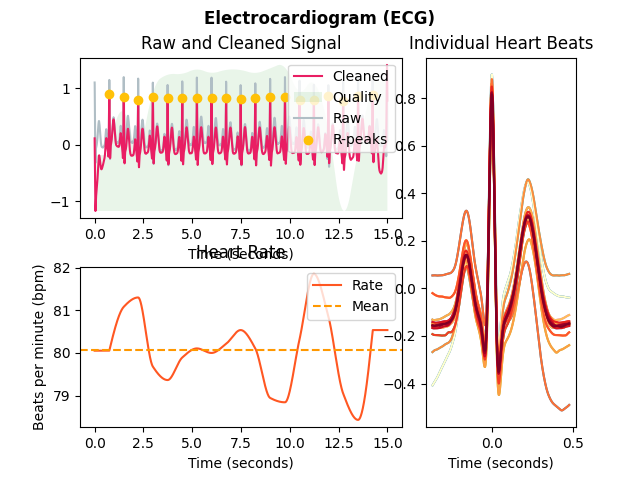 Electrocardiogram (ECG)
Raw and Cleaned Signal
Cleaned
Quality
Raw
R-peaks
1
0
−1
0.0 2.5 5.0 7.5 10.0 12.5 15.0
Time (seconds)
Heart Rate
Rate
Mean
82
81
80
79
Beats per minute (bpm)
0.0 2.5 5.0 7.5 10.0 12.5 15.0
Time (seconds)
Individual Heart Beats
0.8
0.6
0.4
0.2
0.0
−0.2
−0.4
0.0 0.5
Time (seconds)